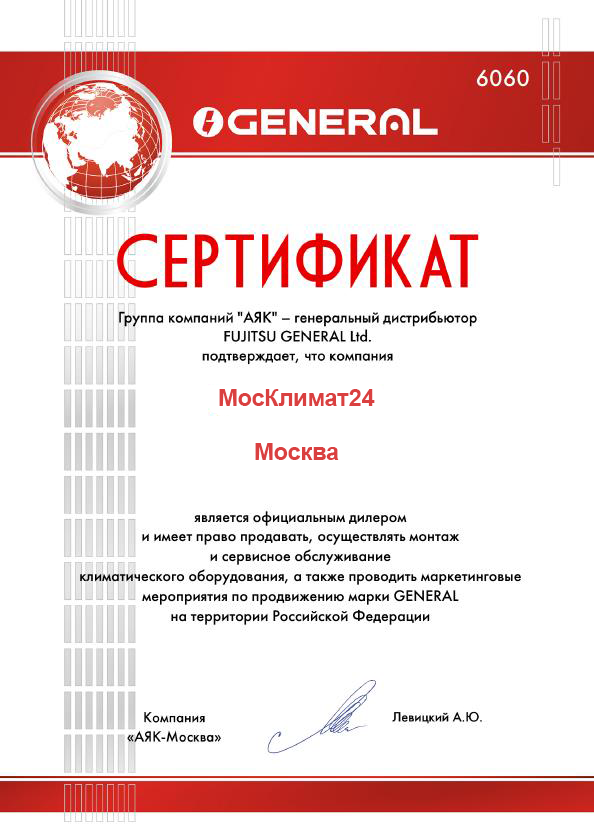 6060
GENERAL
СЕРТИФИКАТ
Группа компаний "АЯК" – генеральный дистрибьютор
FUJITSU GENERAL Ltd.
подтверждает, что компания
МосКлимат24
Москва
является официальным дилером
и имеет право продавать, осуществлять монтаж
и сервисное обслуживание
климатического оборудования, а также проводить маркетинговые
мероприятия по продвижению марки GENERAL
на территории Российской Федерации
Компания
«АЯК-Москва»
Левицкий А.Ю.